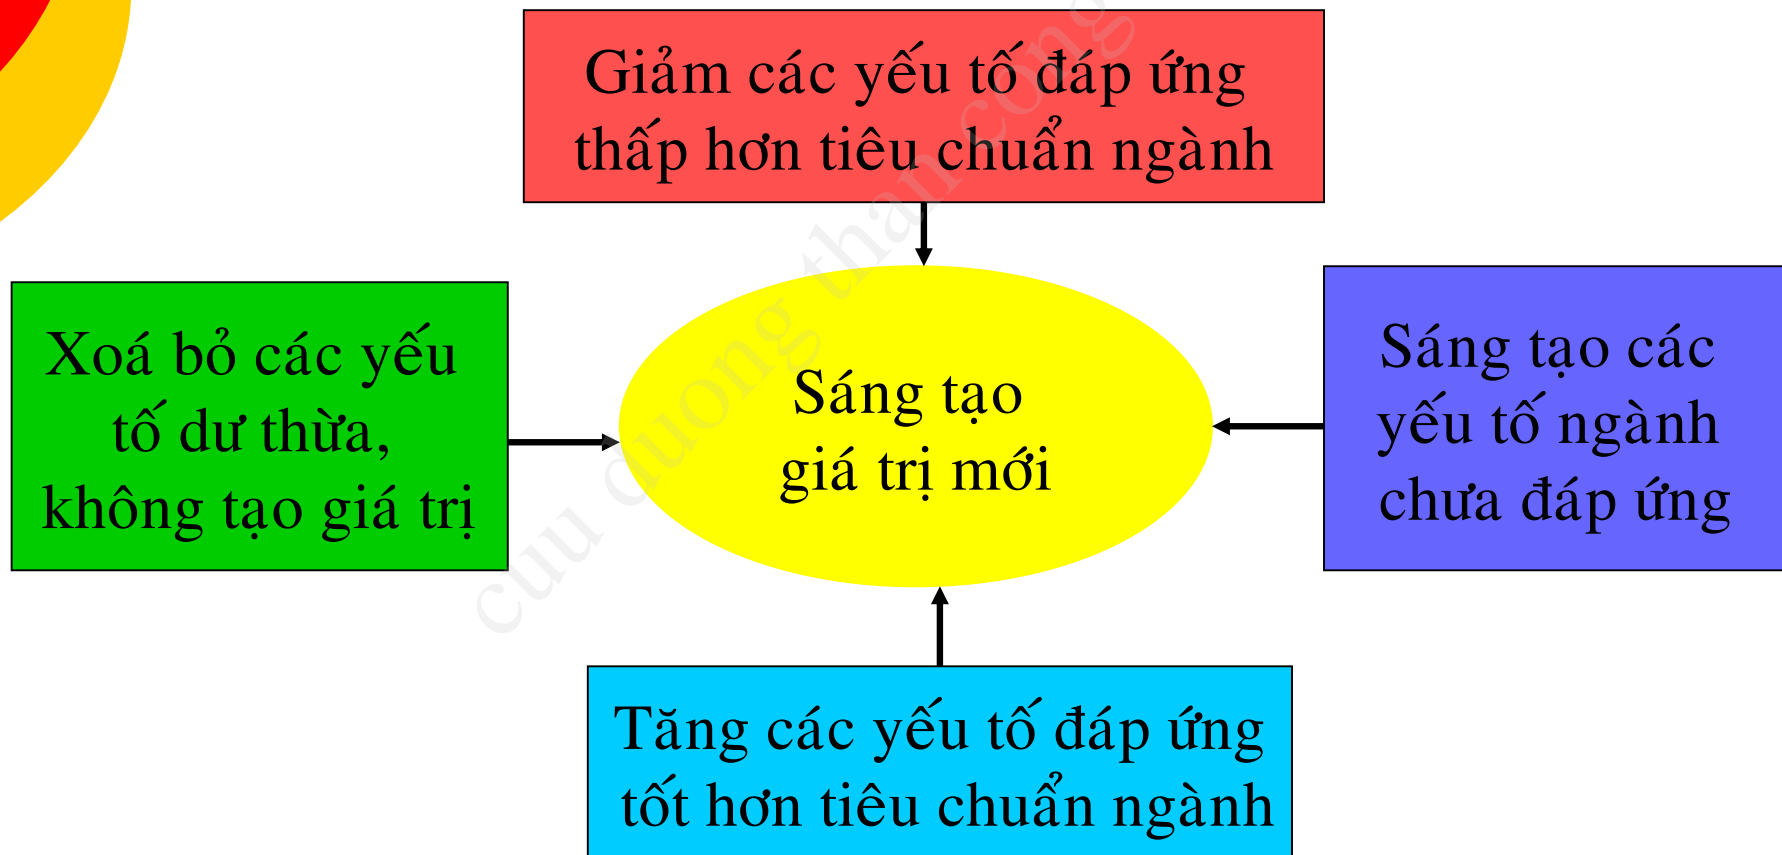 Giảm các yếu tố đáp ứng
thấp hơn tiêu chuẩn ngành
Xoá bỏ các yếu
tố dư thừa,
không tạo giá trị
Sáng tạo
giá trị mới
Sáng tạo các
yếu tố ngành
chưa đáp ứng
Tăng các yếu tố đáp ứng
tốt hơn tiêu chuẩn ngành
cuu duong than cong